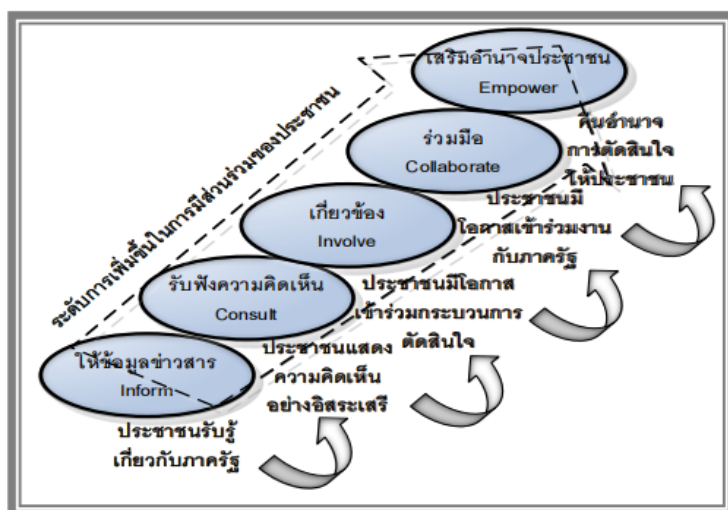 เสริมอำนาจประชาชน
Empower
คืนอำนาจ
การตัดสินใจ
ให้ประชาชน
ร่วมมือ
Collaborate
ประชาชนมี
โอกาสเข้าร่วมงาน
กับภาครัฐ
เกี่ยวข้อง
Involve
ประชาชนมีโอกาส
เข้าร่วมกระบวนการ
ตัดสินใจ
รับฟังความคิดเห็น
Consult
ประชาชนแสดง
ความคิดเห็น
อย่างอิสระเสรี
ให้ข้อมูลข่าวสาร
Inform
ประชาชนรับรู้
เกี่ยวกับภาครัฐ
ระดับการเพิ่มขึ้นในการมีส่วนร่วมของประชาชน